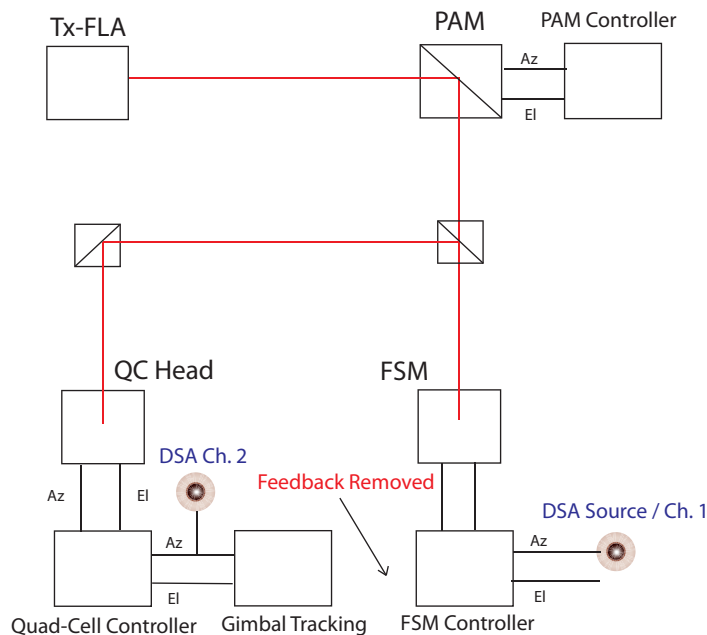 Tx-FLA
PAM
PAM Controller
Az
El
QC Head
FSM
DSA Ch. 2
Feedback Removed
DSA Source / Ch. 1
Az
El
Az
El
Az
El
Quad-Cell Controller
Gimbal Tracking
FSM Controller